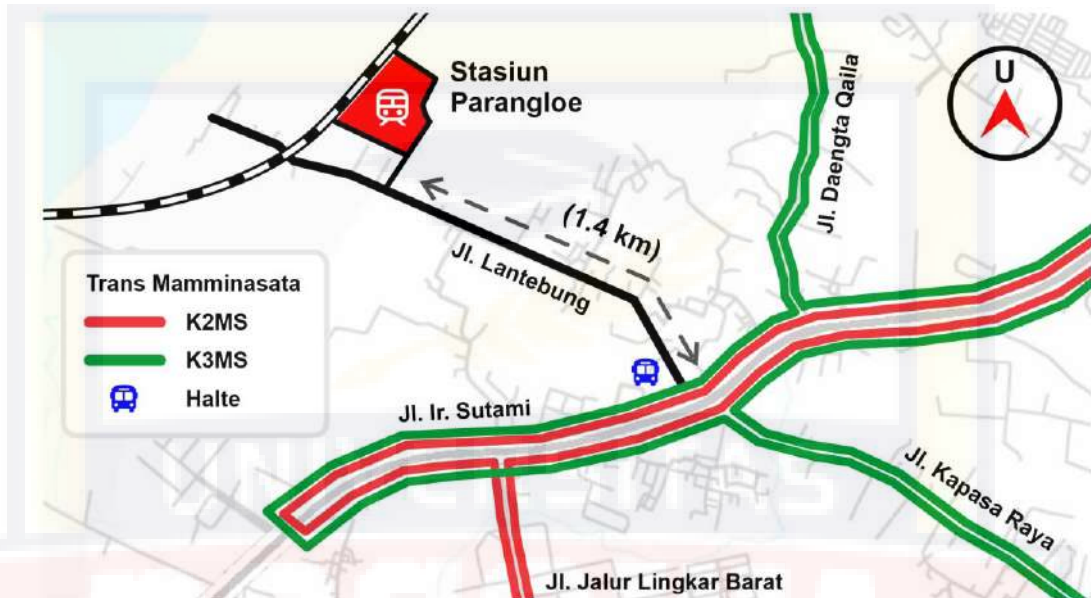 Stasiun
Parangloe
U
Jl. Daengta Qaila
(1.4 km)
Jl. Lantebung
Trans Mamminasata
K2MS
K3MS
Halte
Jl. Ir. Sutami
Jl. Kapasa Raya
Jl. Jalur Lingkar Barat
UNIVERSITAS